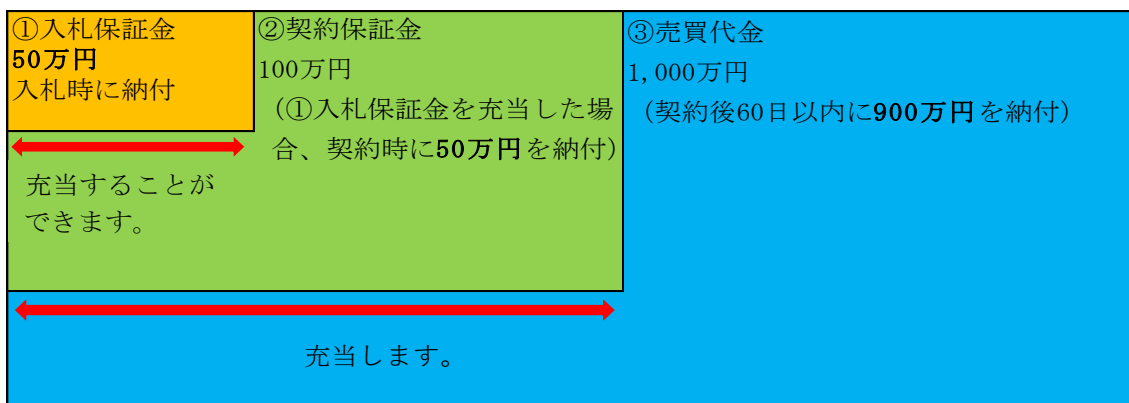 ①入札保証金
50万円
入札時に納付
充当することが
できます。
②契約保証金
100万円
（①入札保証金を充当した場
合、契約時に50万円を納付）
③売買代金
1,000万円
（契約後60日以内に900万円を納付）
充当します。